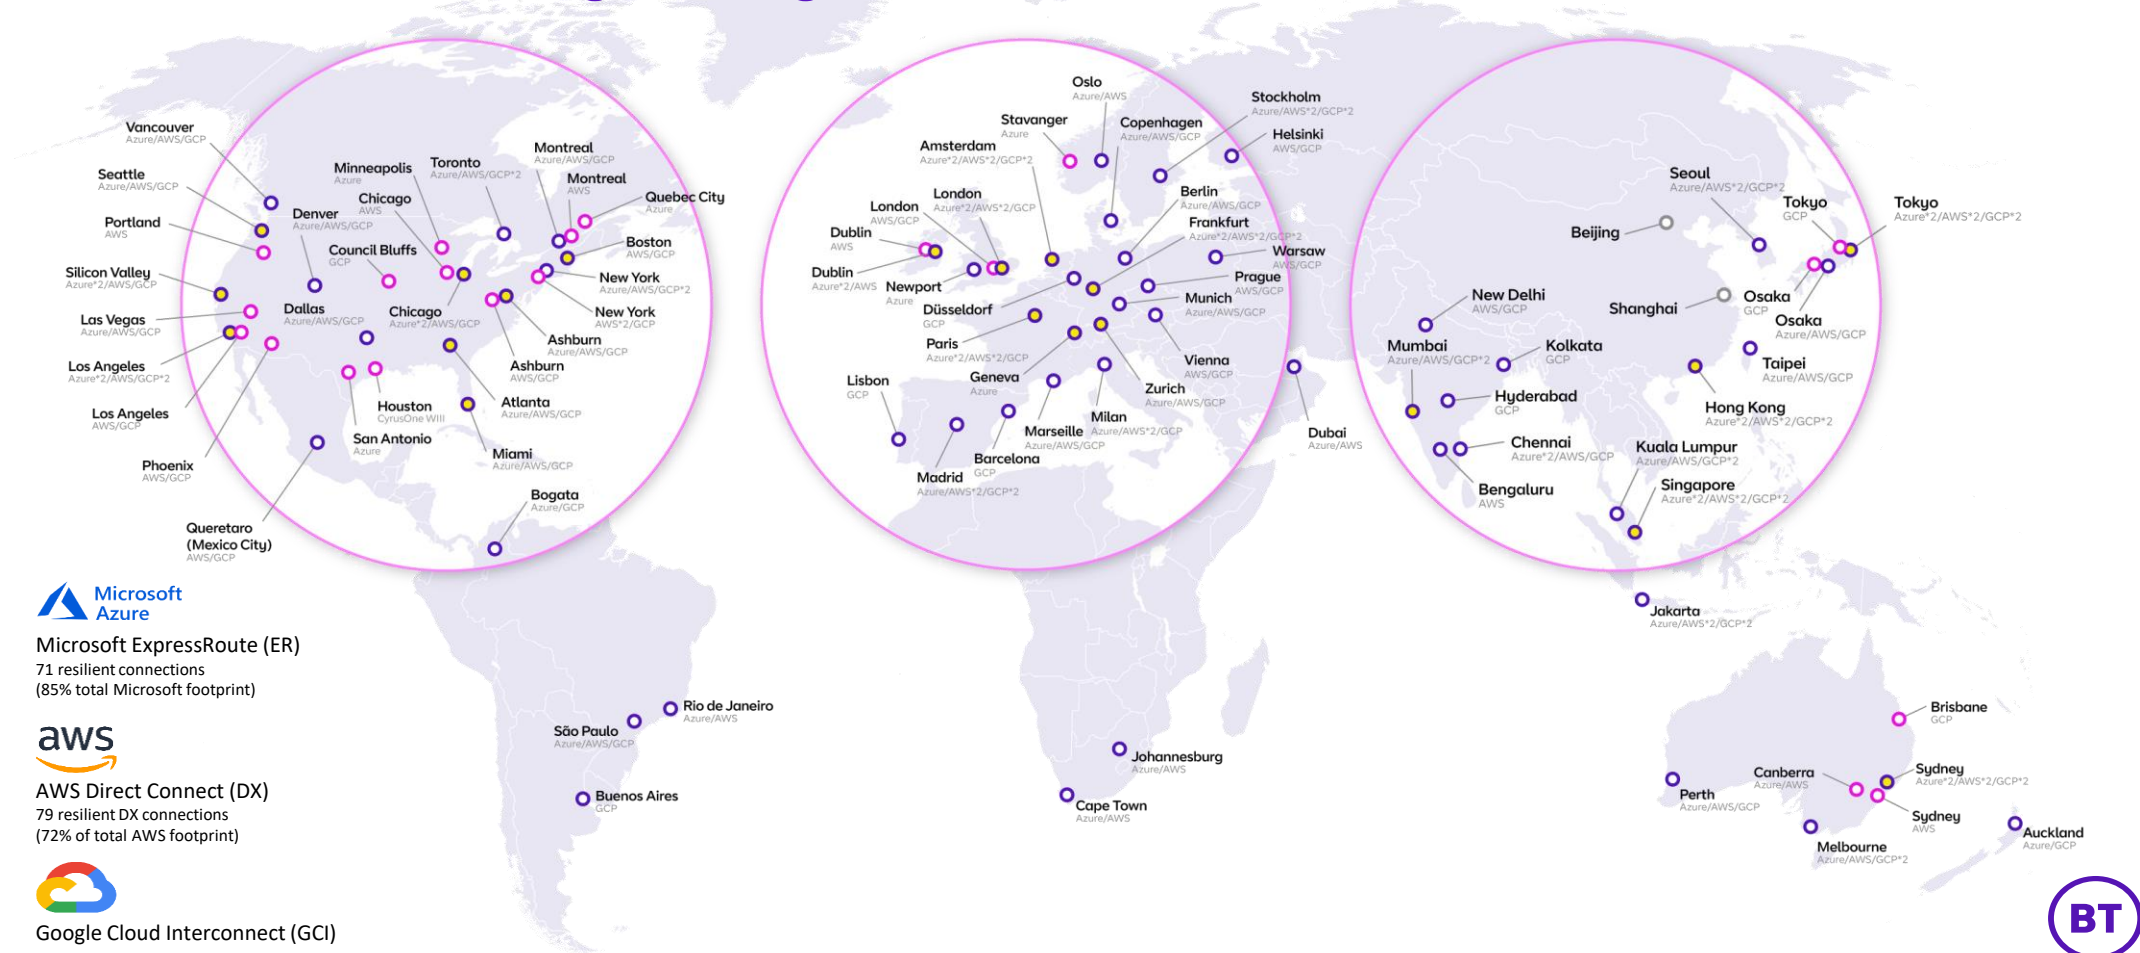 Vancouver
Azure/AWS/GCP
Seattle
Azure/AWS/GCP
Portland
AWS
Silicon Valley
Azure*2/AWS/GCP
Las Vegas
Azure/AWS/GCP
Los Angeles
Azure*2/AWS/GCP*2
Los Angeles
AWS/GCP
Phoenix
AWS/GCP
Queretaro
(Mexico City)
AWS/GCP
Denver
Azure/AWS/GCP
Minneapolis
Azure
Chicago
AWS
Council Bluffs
GCP
Toronto
Azure/AWS/GCP*2
Montreal
Azure/AWS/GCP
Montreal
AWS
Quebec City
Azure
Boston
AWS/GCP
New York
Azure/AWS/GCP*2
New York
AWS*2/GCP
Dallas
Azure/AWS/GCP
Chicago
Azure*2/AWS/GCP
Ashburn
Azure/AWS/GCP
Ashburn
AWS/GCP
Atlanta
Azure/AWS/GCP
Houston
CyrusOne WIII
San Antonio
Azure
Miami
Azure/AWS/GCP
Bogata
Azure/GCP
Rio de Janeiro
Azure/AWS
São Paulo
Azure/AWS/GCP
Buenos Aires
GCP
Oslo
Azure/AWS
Stavanger
Azure
Copenhagen
Azure/AWS/GCP
Stockholm
Azure/AWS*2/GCP*2
Helsinki
AWS/GCP
Amsterdam
Azure*2/AWS*2/GCP*2
London
Azure*2/AWS*2/GCP
London
AWS/GCP
Dublin
AWS
Dublin
Azure*2/AWS
Newport
Azure
Berlin
Azure/AWS/GCP
Frankfurt
Azure*2/AWS*2/GCP*2
Warsaw
AWS/GCP
Prague
AWS/GCP
Munich
Azure/AWS/GCP
Düsseldorf
GCP
Paris
Azure*2/AWS*2/GCP
Geneva
Azure
Vienna
AWS/GCP
Zurich
Azure/AWS/GCP
Lisbon
GCP
Milan
Azure/AWS*2/GCP
Marseille
Azure/AWS/GCP
Barcelona
GCP
Madrid
Azure/AWS*2/GCP*2
Dubai
Azure/AWS
Johannesburg
Azure/AWS
Cape Town
Azure/AWS
Seoul
Azure/AWS*2/GCP*2
Tokyo
GCP
Tokyo
Azure*2/AWS*2/GCP*2
Beijing
Shanghai
Osaka
GCP
Osaka
Azure/AWS/GCP
New Delhi
AWS/GCP
Mumbai
Azure/AWS/GCP*2
Kolkata
GCP
Taipei
Azure/AWS/GCP
Hyderabad
GCP
Hong Kong
Azure*2/AWS*2/GCP*2
Chennai
Azure*2/AWS/GCP
Kuala Lumpur
Azure/AWS/GCP*2
Bengaluru
AWS
Singapore
Azure*2/AWS*2/GCP*2
Jakarta
Azure/AWS*2/GCP*2
Brisbane
GCP
Canberra
Azure/AWS
Sydney
Azure*2/AWS*2/GCP*2
Sydney
AWS
Perth
Azure/AWS/GCP
Melbourne
Azure/AWS/GCP*2
Auckland
Azure/GCP
Microsoft
Azure
Microsoft ExpressRoute (ER)
71 resilient connections
(85% total Microsoft footprint)
aws
AWS Direct Connect (DX)
79 resilient DX connections
(72% of total AWS footprint)
Google Cloud Interconnect (GCI)
BT